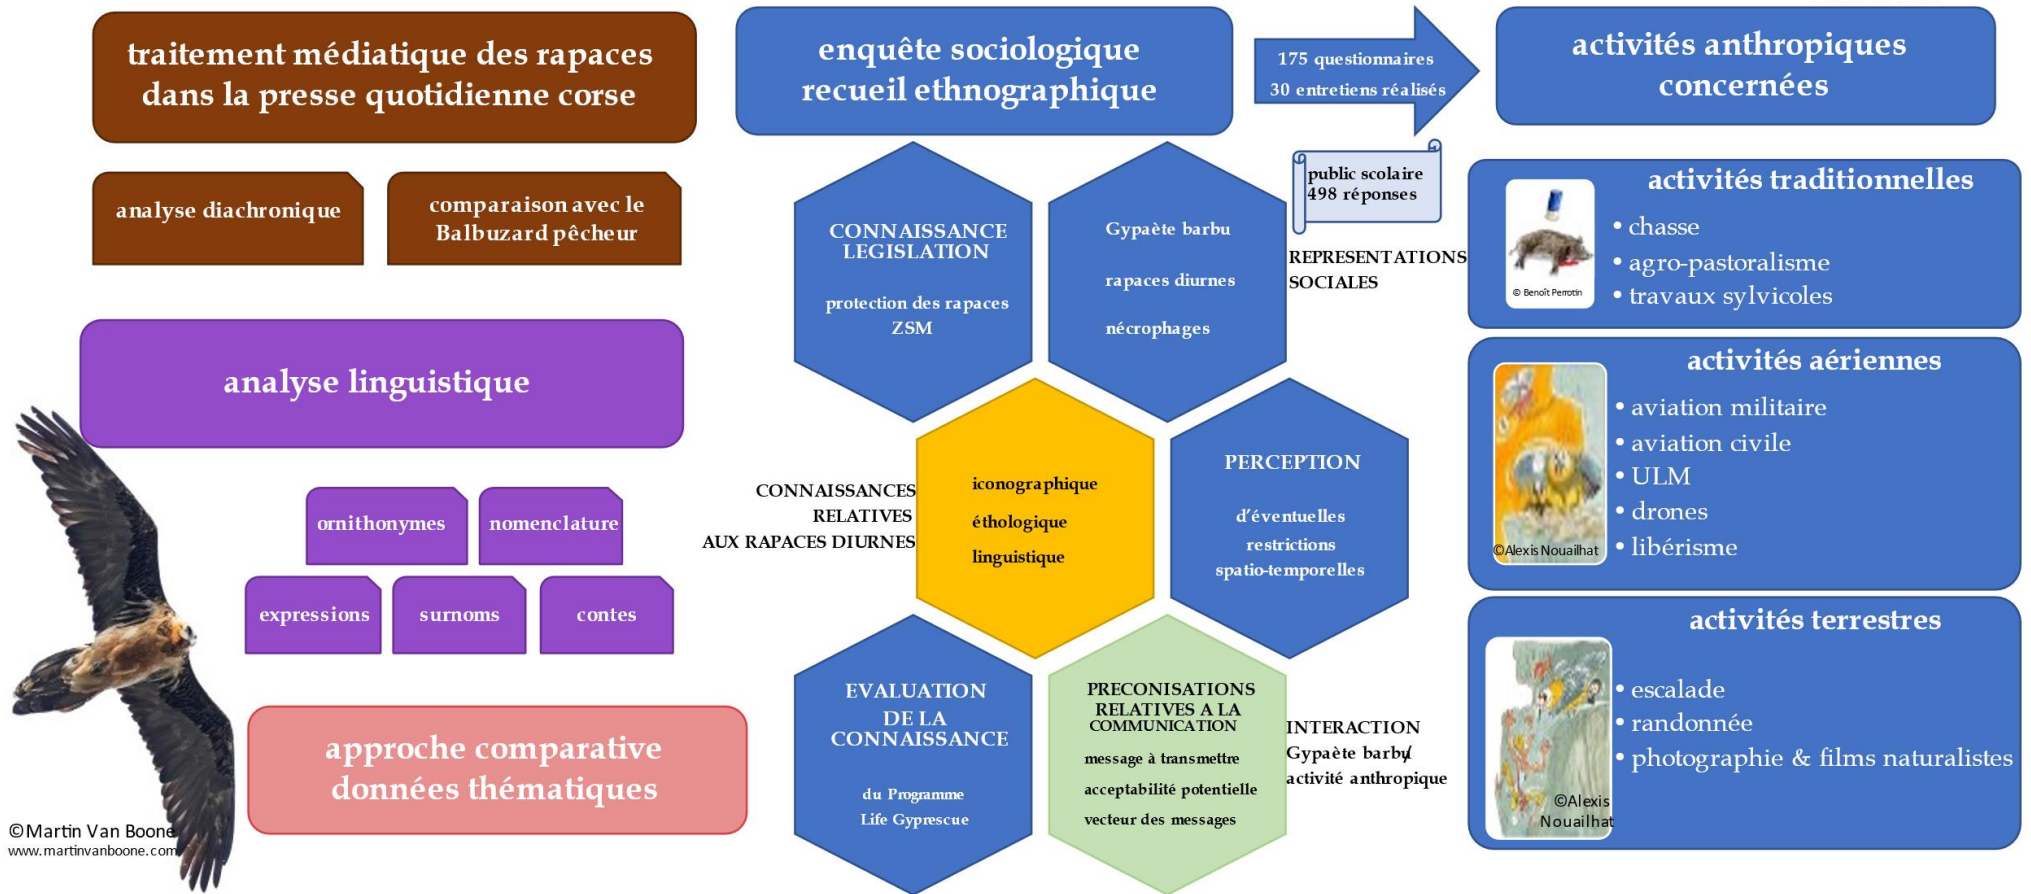 traitement médiatique des rapaces
dans la presse quotidienne corse
analyse diachronique
comparaison avec le
Balbuzard pêcheur
analyse linguistique
ornithonymes
nomenclature
expressions
surnoms
contes
approche comparative
données thématiques
©Martin Van Boone
www.martinvanboone.com
enquête sociologique
recueil ethnographique
175 questionnaires
30 entretiens réalisés
public scolaire
498 réponses
CONNAISSANCE
LEGISLATION
protection des rapaces
ZSM
Gypaète barbu
rapaces diurnes
nécrophages
REPRESENTATIONS
SOCIALES
CONNAISSANCES
RELATIVES
AUX RAPACES DIURNES
iconographique
éthologique
linguistique
PERCEPTION
d’éventuelles
restrictions
spatio-temporelles
EVALUATION
DE LA
CONNAISSANCE
du Programme
Life Gyprescue
PRECONISATIONS
RELATIVES A LA
COMMUNICATION
message à transmettre
acceptabilité potentielle
vecteur des messages
INTERACTION
Gypaète barbu/
activité anthropique
activités anthropiques
concernées
activités traditionnelles
• chasse
• agro-pastoralisme
• travaux sylvicoles
© Benoît Perrotin
activités aériennes
• aviation militaire
• aviation civile
• ULM
• drones
• libérisme
©Alexis Nouailhat
activités terrestres
• escalade
• randonnée
• photographie & films naturalistes
©Alexis
Nouailhat